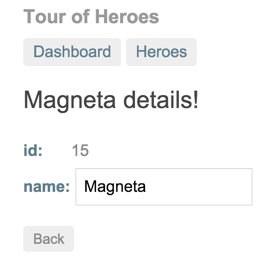 Tour of Heroes
Dashboard Heroes
Magneta details!
id: 15
name: Magneta
Back